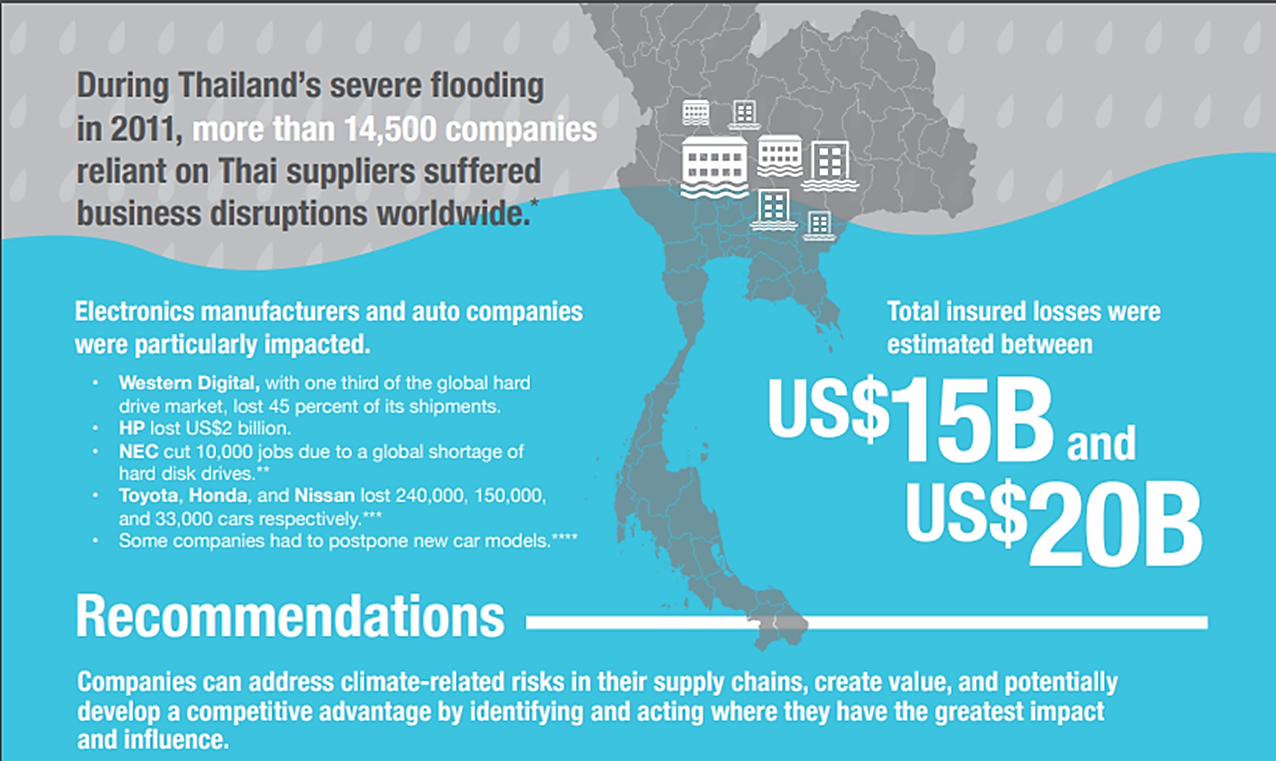 During Thailand's severe flooding
in 2011, more than 14,500 companies
reliant on Thai suppliers suffered
business disruptions worldwide.*
Electronics manufacturers and auto companies
were particularly impacted.
• Western Digital, with one third of the global hard
drive market, lost 45 percent of its shipments.
• HP lost US$2 billion.
• NEC cut 10,000 jobs due to a global shortage of
hard disk drives.**
• Toyota, Honda, and Nissan lost 240,000, 150,000,
and 33,000 cars respectively.***
• Some companies had to postpone new car models.****
Total insured losses were
estimated between
US$15B and
US$20B
Recommendations
Companies can address climate-related risks in their supply chains, create value, and potentially
develop a competitive advantage by identifying and acting where they have the greatest impact
and influence.